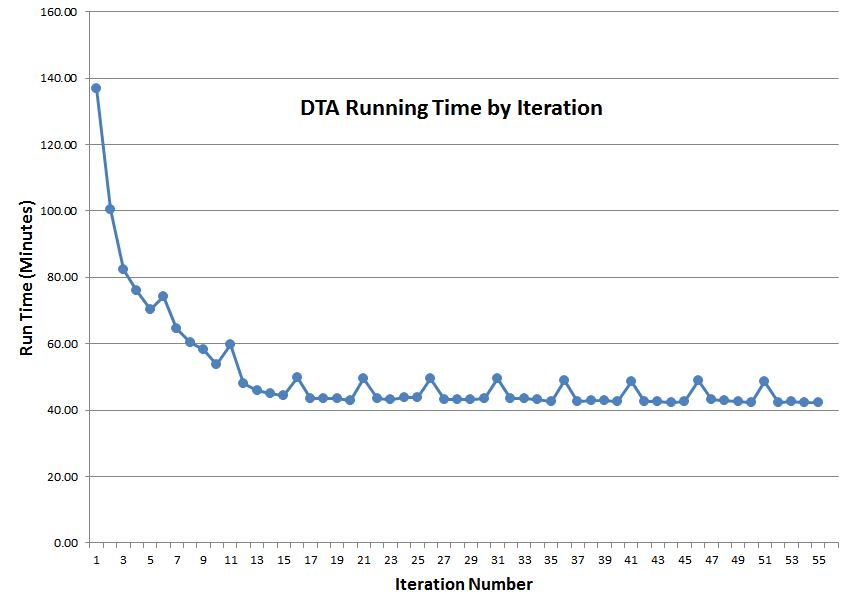 160.00
140.00
DTA Running Time by Iteration
120.00
100.00
80.00
60.00
40.00
20.00
0.00
Run Time (Minutes)
1 3 5 7 9 11 13 15 17 19 21 23 25 27 29 31 33 35 37 39 41 43 45 47 49 51 53 55
Iteration Number